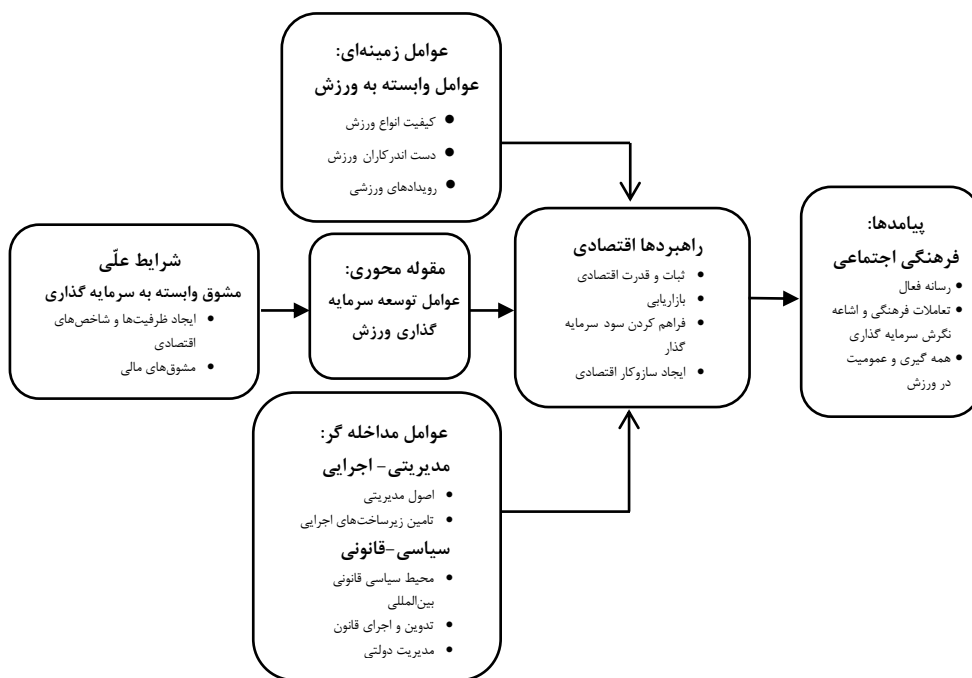 عوامل زمینه‌ای:
عوامل وابسته به ورزش
● کیفیت انواع ورزش
● دست اندرکاران ورزش
● رویدادهای ورزشی
شرایط علّی
مشوق وابسته به سرمایه گذاری
• ایجاد ظرفیت‌ها و شاخص‌های
اقتصادی
• مشوق‌های مالی
مقوله محوری:
عوامل توسعه سرمایه
گذاری ورزش
راهبردها اقتصادی
• ثبات و قدرت اقتصادی
• بازاریابی
• فراهم کردن سود سرمایه
گذار
• ایجاد سازوکار اقتصادی
پیامدها:
فرهنگی اجتماعی
• رسانه فعال
• تعاملات فرهنگی و اشاعه
نگرش سرمایه گذاری
• همه گیری و عمومیت
در ورزش
عوامل مداخله گر:
مدیریتی- اجرایی
• اصول مدیریتی
• تامین زیرساخت‌های اجرایی
سیاسی-قانونی
• محیط سیاسی قانونی
بین‌المللی
• تدوین و اجرای قانون
• مدیریت دولتی